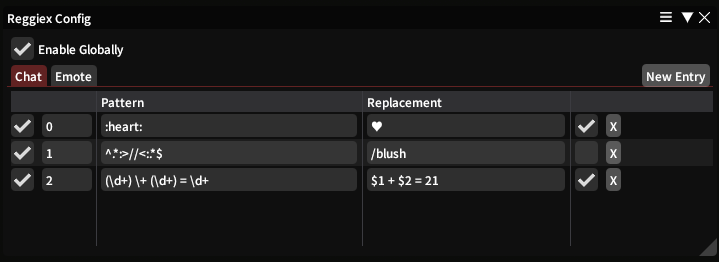 Reggiex Config
Enable Globally
Chat Emote New Entry
Pattern Replacement
0 :heart: ♥ X
1 ^.*:>//<:.*$ /blush X
2 (\d+) \+ (\d+) = \d+ $1 + $2 = 21 X